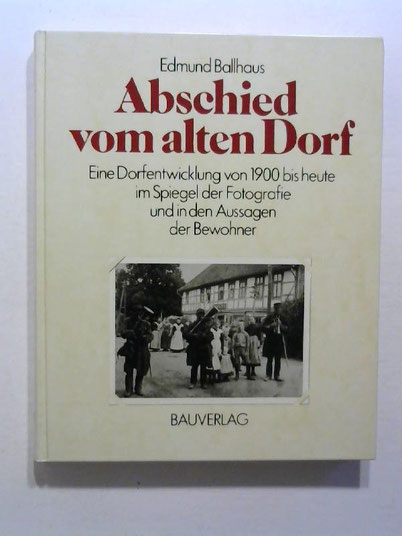 Edmund Ballhaus
Abschied
vom alten Dorf
Eine Dorfentwicklung von 1900 bis heute
im Spiegel der Fotografie
und in den Aussagen
der Bewohner
BAUVERLAG